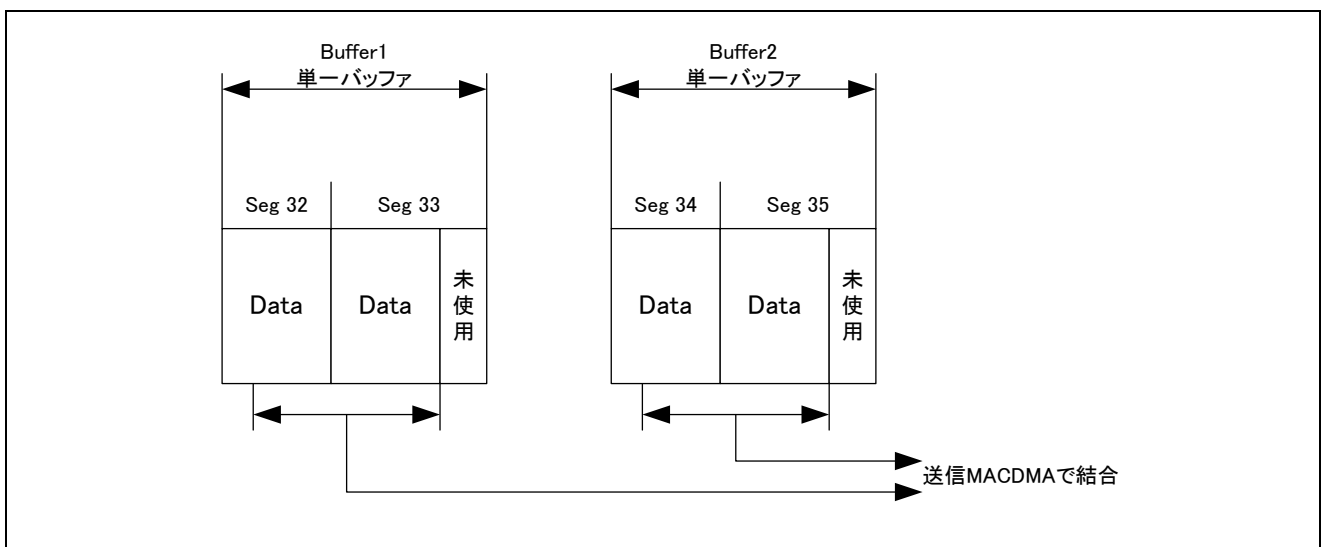 Buffer1
単一バッファ
Buffer2
単一バッファ
Seg 32
Seg 33
Seg 34
Seg 35
Data
Data
未使用
Data
Data
未使用
送信MACDMAで結合